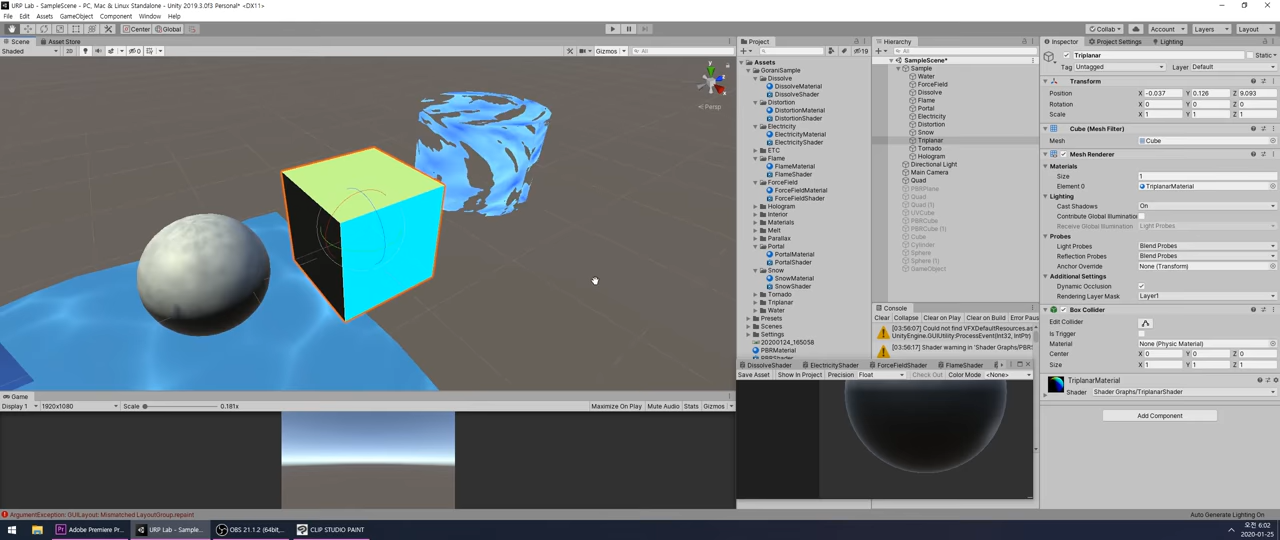 URP Lab - SampleScene - PC, Mac & Linux Standalone - Unity 2019.3.0f3 Personal* <DX11>
File Edit Assets GameObject Component Window Help
Center Global Collab Account Layers Layout
Scene Asset Store
Shaded 2D 0 Gizmos All
y
x
z
Persp
Game
Display 1 1920x1080 Scale 0.181x Maximize On Play Mute Audio Stats Gizmos
Project
19
Assets
GoraniSample
Dissolve
DissolveMaterial
DissolveShader
Distortion
DistortionMaterial
DistortionShader
Electricity
ElectricityMaterial
ElectricityShader
ETC
Flame
FlameMaterial
FlameShader
ForceField
ForceFieldMaterial
ForceFieldShader
Hologram
Interior
Materials
Melt
Parallax
Portal
PortalMaterial
PortalShader
Snow
SnowMaterial
SnowShader
Tornado
Triplanar
Water
Presets
Scenes
Settings
20200124_165058
PBRMaterial
Hierarchy
All
SampleScene*
Sample
Water
ForceField
Dissolve
Flame
Portal
Electricity
Distortion
Snow
Triplanar
Tornado
Hologram
Directional Light
Main Camera
Quad
PBRPlane
Quad
Quad (1)
UVCube
PBRCube
PBRCube (1)
Cube
Cylinder
Sphere
Sphere (1)
GameObject
Console
Clear Collapse Clear on Play Clear on Build Error Paus
[03:56:07] Could not find VFXDefaultResources.as
UnityEngine.GUIUtility:ProcessEvent(Int32, IntPtr)
[03:56:17] Shader warning in 'Shader Graphs/PBRS
DissolveShader ElectricityShader ForceFieldShader FlameShader
Save Asset Show In Project Precision Float Check Out Color Mode <None>
Inspector Project Settings Lighting
Triplanar Static
Tag Untagged Layer Default
Transform
Position X -0.037 Y 0.126 Z 9.093
Rotation X 0 Y 0 Z 0
Scale X 1 Y 1 Z 1
Cube (Mesh Filter)
Mesh Cube
Mesh Renderer
Materials
Size 1
Element 0 TriplanarMaterial
Lighting
Cast Shadows On
Contribute Global Illumination
Receive Global Illumination Light Probes
Probes
Light Probes Blend Probes
Reflection Probes Blend Probes
Anchor Override None (Transform)
Additional Settings
Dynamic Occlusion
Rendering Layer Mask Layer1
Box Collider
Edit Collider
Is Trigger
Material None (Physic Material)
Center X 0 Y 0 Z 0
Size X 1 Y 1 Z 1
TriplanarMaterial
Shader Shader Graphs/TriplanarShader
Add Component
ArgumentException: GUILayout: Mismatched LayoutGroup.repaint
Auto Generate Lighting On
Adobe Premiere Pr... URP Lab - Sample... OBS 21.1.2 (64bit,... CLIP STUDIO PAINT
오전 6:02
2020-01-25